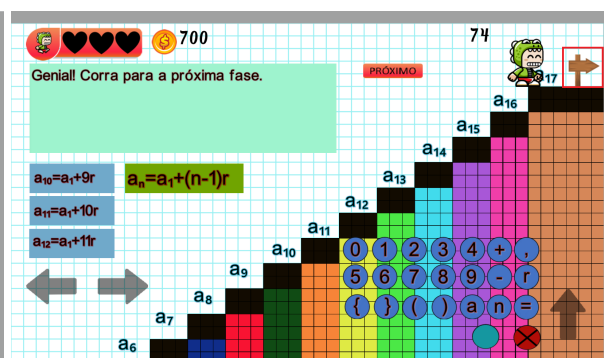 700
74
Genial! Corra para a próxima fase.
PRÓXIMO
17
a16
a15
a14
a13
a12
a11
a10
a9
a8
a7
a6
a10=a1+9r
an=a1+(n-1)r
a11=a1+10r
a12=a1+11r
0 1 2 3 4 + ,
5 6 7 8 9 - r
{ } ( ) a n =